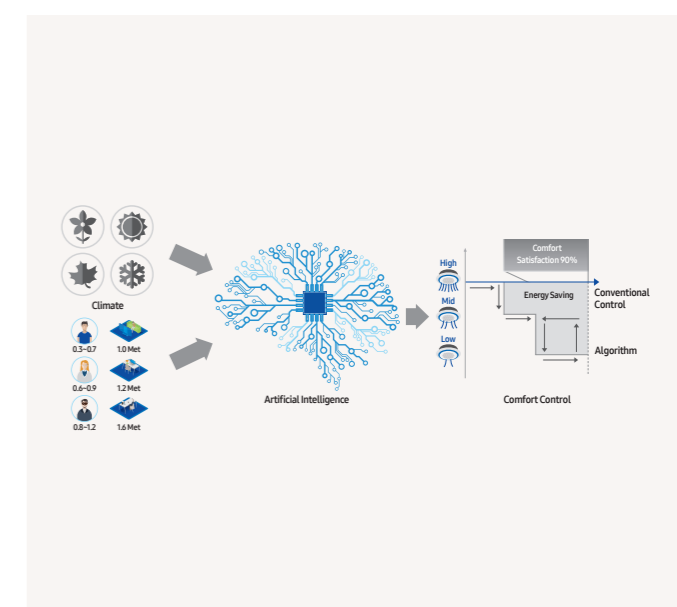 Climate
0.3~0.7
1.0 Met
0.6~0.9
1.2 Met
0.8~1.2
1.6 Met
Artificial Intelligence
High
Mid
Low
Comfort
Satisfaction 90%
Energy Saving
Conventional
Control
Algorithm
Comfort Control